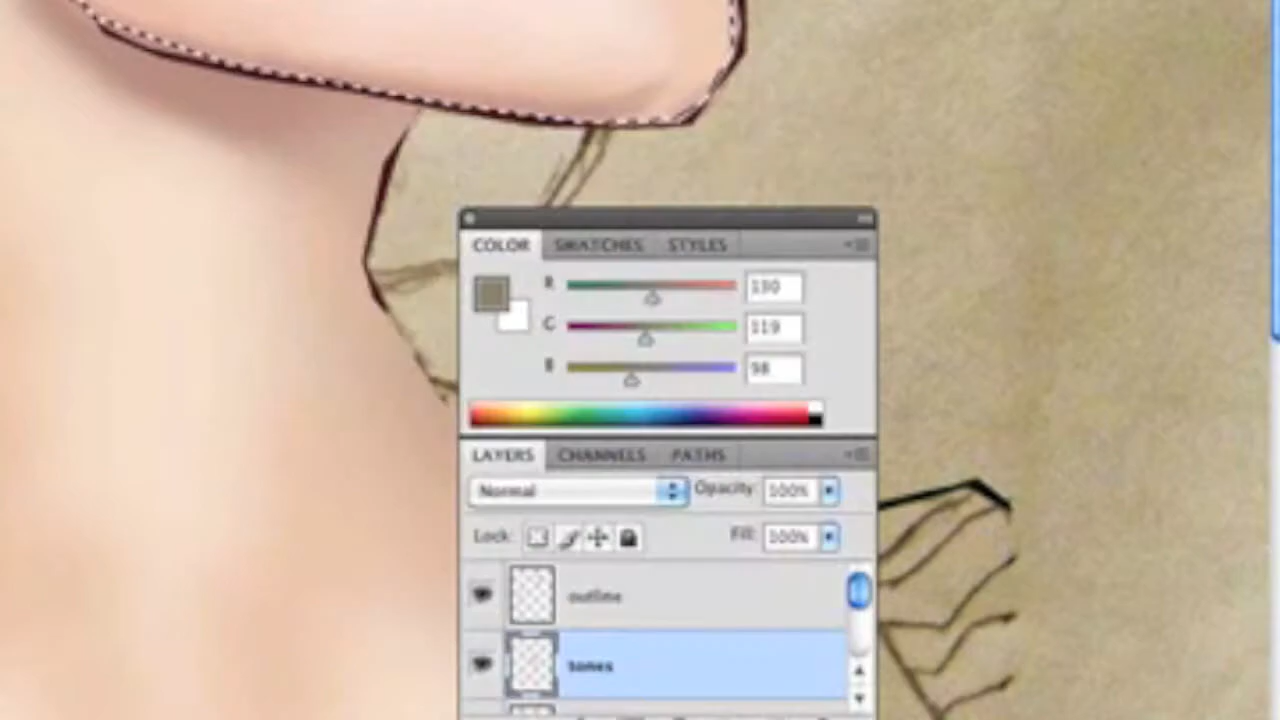 COLOR SWATCHES STYLES
R 130
G 119
B 98
LAYERS CHANNELS PATHS
Normal Opacity: 100%
Lock: Fill: 100%
outline
tones